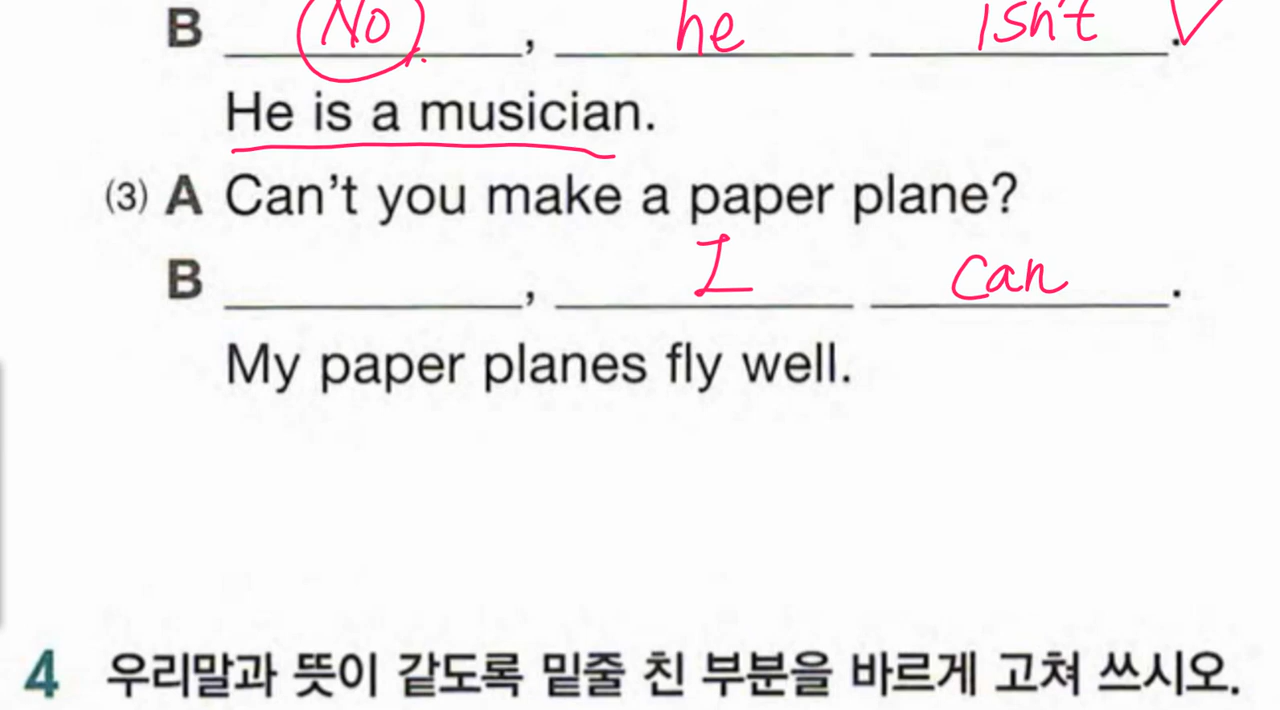 B No, he isn't.
He is a musician.
(3) A Can't you make a paper plane?
B , I can.
My paper planes fly well.
4 우리말과 뜻이 같도록 밑줄 친 부분을 바르게 고쳐 쓰시오.